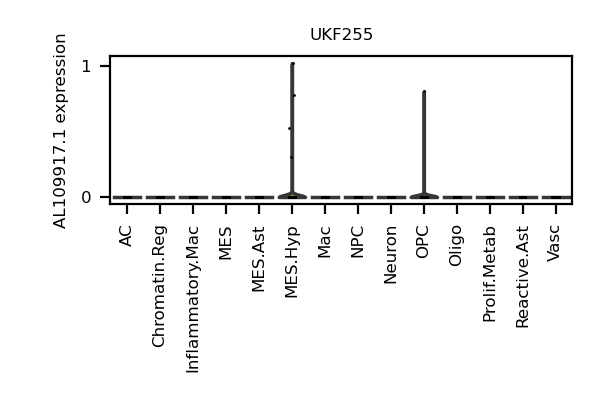 UKF255
AL109917.1 expression
1
0
AC
Chromatin.Reg
Inflammatory.Mac
MES
MES.Ast
MES.Hyp
Mac
NPC
Neuron
OPC
Oligo
Prolif.Metab
Reactive.Ast
Vasc